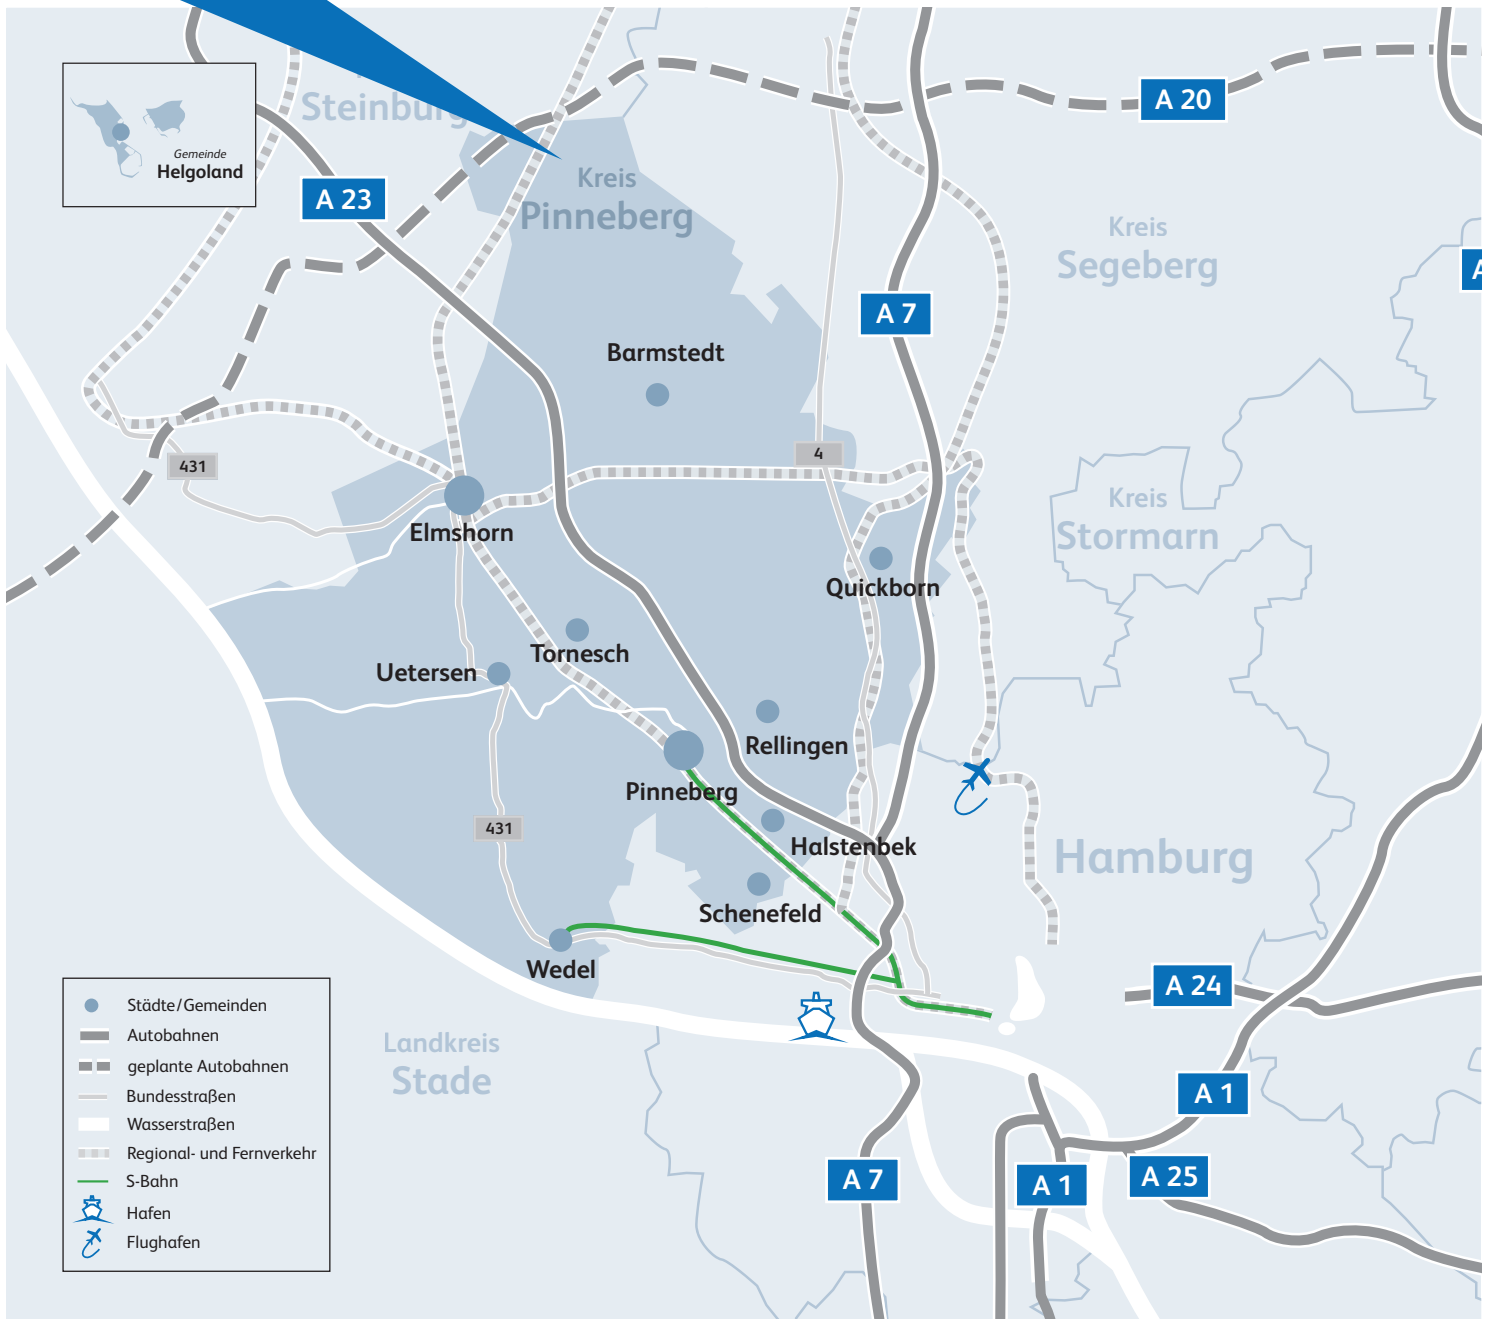 Steinburg
A 20
Gemeinde
Helgoland
A 23
Kreis
Pinneberg
Kreis
Segeberg
A 7
Barmstedt
4
431
Elmshorn
Kreis
Stormarn
Quickborn
Tornesch
Uetersen
Rellingen
Pinneberg
431
Halstenbek
Hamburg
Schenefeld
Wedel
A 24
Landkreis
Stade
A 1
A 7
A 1
A 25
Städte/Gemeinden
Autobahnen
geplante Autobahnen
Bundesstraßen
Wasserstraßen
Regional- und Fernverkehr
S-Bahn
Hafen
Flughafen